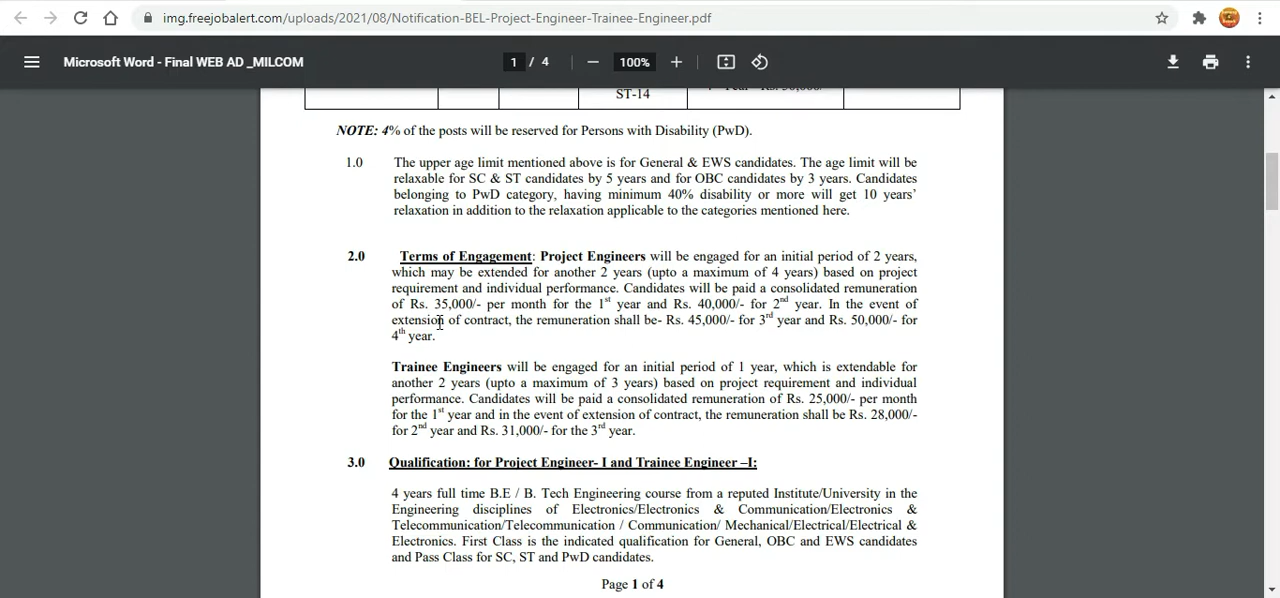 img.freejobalert.com/uploads/2021/08/Notification-BEL-Project-Engineer-Trainee-Engineer.pdf
Microsoft Word - Final WEB AD _MILCOM
1 / 4
100%
ST-14
NOTE: 4% of the posts will be reserved for Persons with Disability (PwD).
1.0 The upper age limit mentioned above is for General & EWS candidates. The age limit will be
relaxable for SC & ST candidates by 5 years and for OBC candidates by 3 years. Candidates
belonging to PwD category, having minimum 40% disability or more will get 10 years’
relaxation in addition to the relaxation applicable to the categories mentioned here.
2.0 Terms of Engagement: Project Engineers will be engaged for an initial period of 2 years,
which may be extended for another 2 years (upto a maximum of 4 years) based on project
requirement and individual performance. Candidates will be paid a consolidated remuneration
of Rs. 35,000/- per month for the 1st year and Rs. 40,000/- for 2nd year. In the event of
extension of contract, the remuneration shall be- Rs. 45,000/- for 3rd year and Rs. 50,000/- for
4th year.
Trainee Engineers will be engaged for an initial period of 1 year, which is extendable for
another 2 years (upto a maximum of 3 years) based on project requirement and individual
performance. Candidates will be paid a consolidated remuneration of Rs. 25,000/- per month
for the 1st year and in the event of extension of contract, the remuneration shall be Rs. 28,000/-
for 2nd year and Rs. 31,000/- for the 3rd year.
3.0 Qualification: for Project Engineer- I and Trainee Engineer –I:
4 years full time B.E / B. Tech Engineering course from a reputed Institute/University in the
Engineering disciplines of Electronics/Electronics & Communication/Electronics &
Telecommunication/Telecommunication / Communication/ Mechanical/Electrical/Electrical &
Electronics. First Class is the indicated qualification for General, OBC and EWS candidates
and Pass Class for SC, ST and PwD candidates.
Page 1 of 4